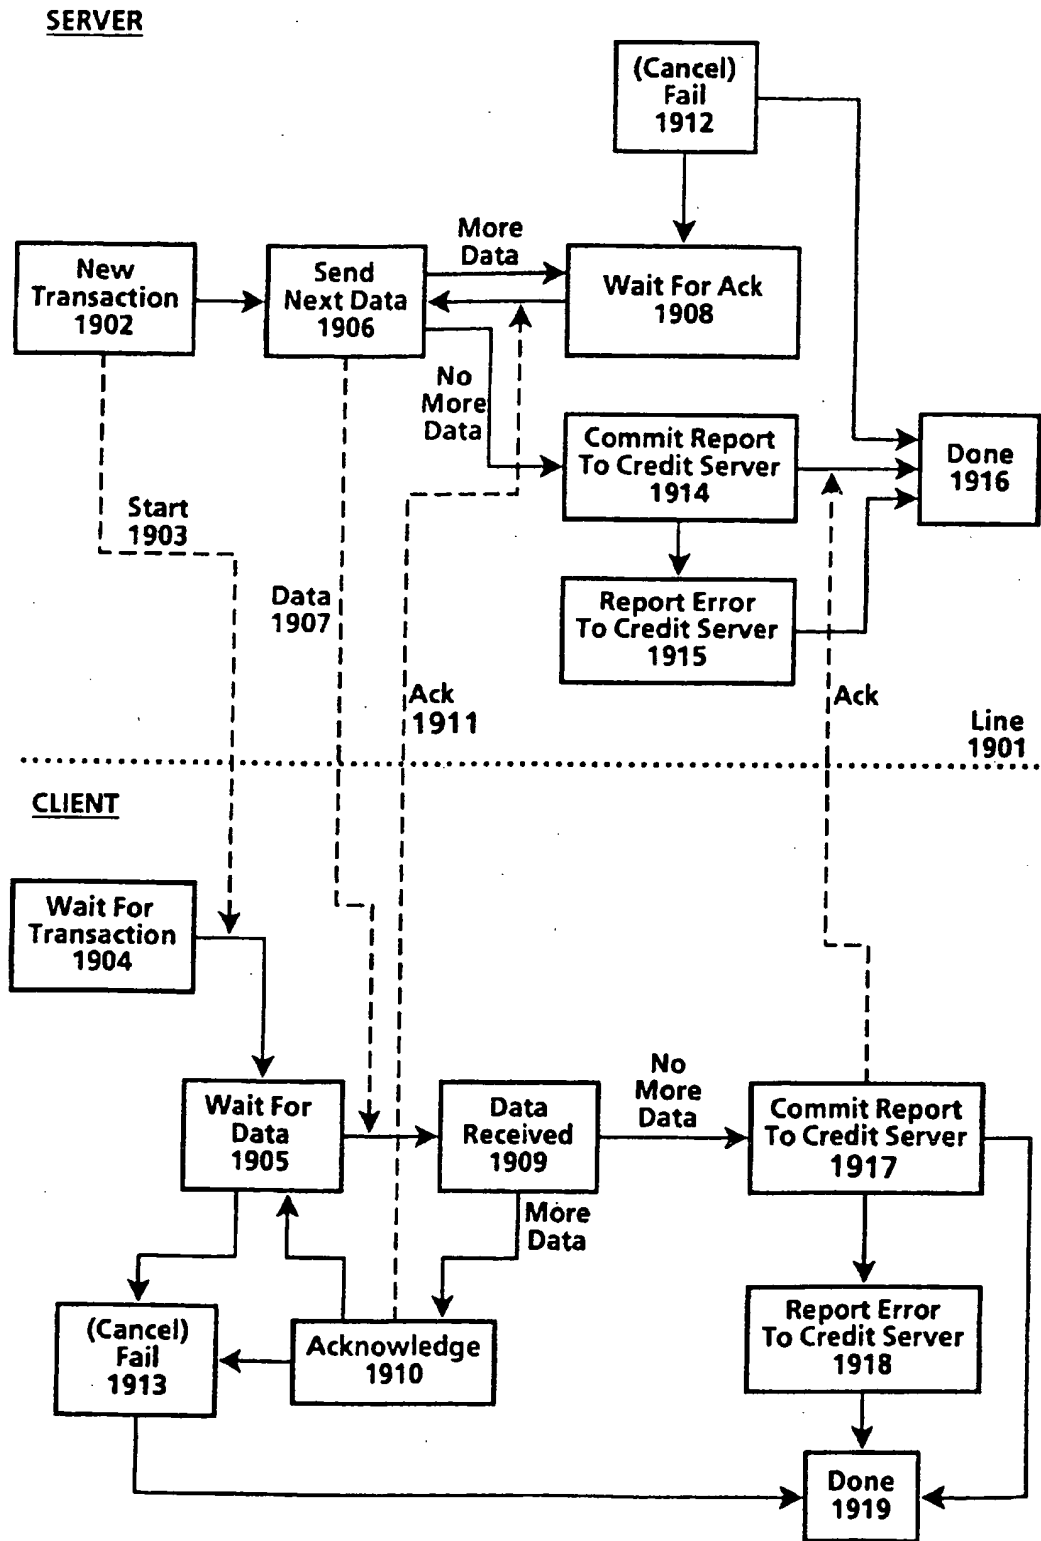 SERVER
(Cancel)
Fail
1912
New
Transaction
1902
Send
Next Data
1906
More
Data
Wait For Ack
1908
No
More
Data
Commit Report
To Credit Server
1914
Done
1916
Start
1903
Data
1907
Report Error
To Credit Server
1915
Ack
1911
Ack
Line
1901
CLIENT
Wait For
Transaction
1904
Wait For
Data
1905
Data
Received
1909
No
More
Data
Commit Report
To Credit Server
1917
More
Data
(Cancel)
Fail
1913
Acknowledge
1910
Report Error
To Credit Server
1918
Done
1919